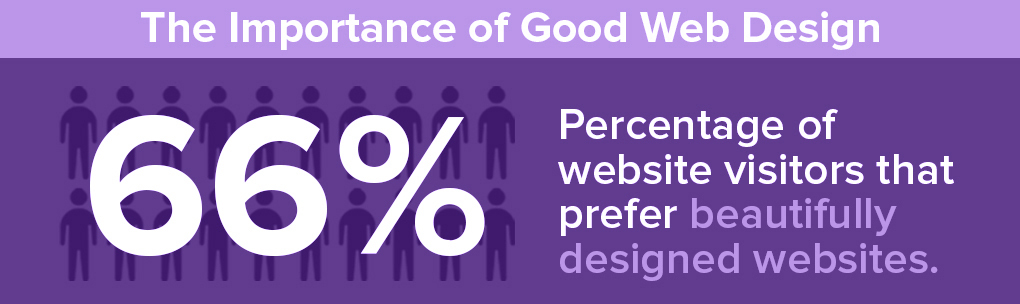 The Importance of Good Web Design
66%
Percentage of
website visitors that
prefer beautifully
designed websites.